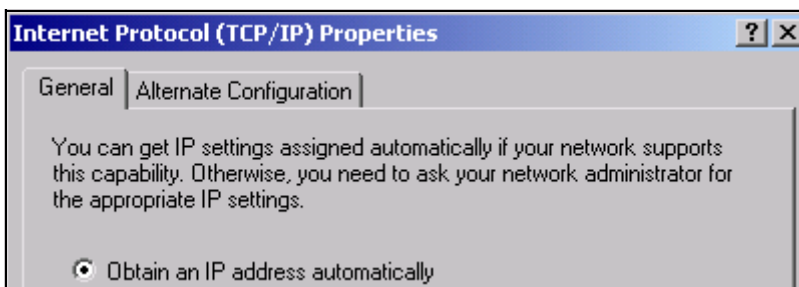 Internet Protocol (TCP/IP) Properties
General
Alternate Configuration
You can get IP settings assigned automatically if your network supports
this capability. Otherwise, you need to ask your network administrator for
the appropriate IP settings.
Obtain an IP address automatically